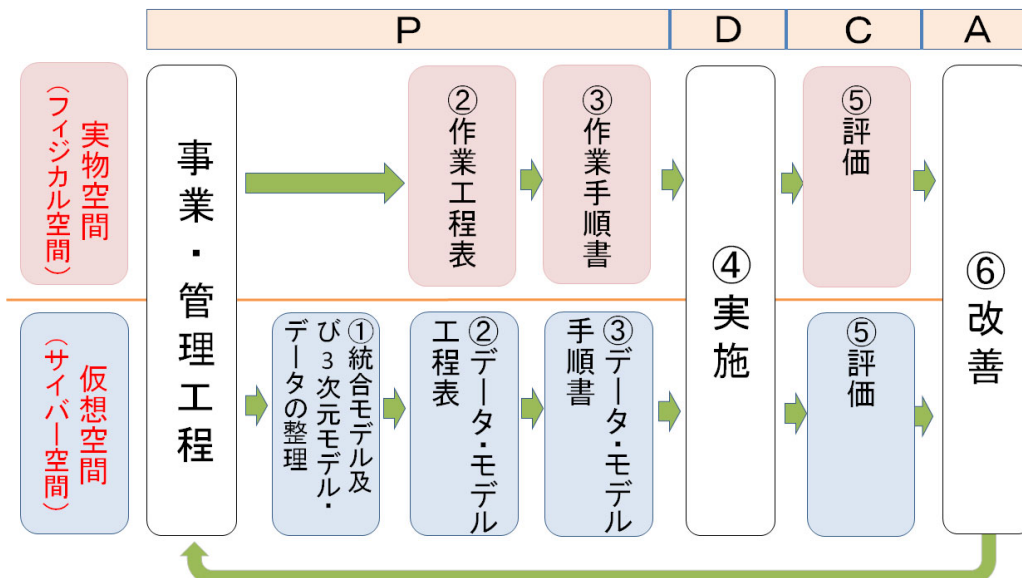 P
D
C
A
実物空間
(フィジカル空間)
事業・管理工程
②作業工程表
③作業手順書
④実施
⑤評価
⑥改善
仮想空間
(サイバー空間)
①統合モデル及
び3次元モデル・
データの整理
②データ・モデル
工程表
③データ・モデル
手順書
⑤評価